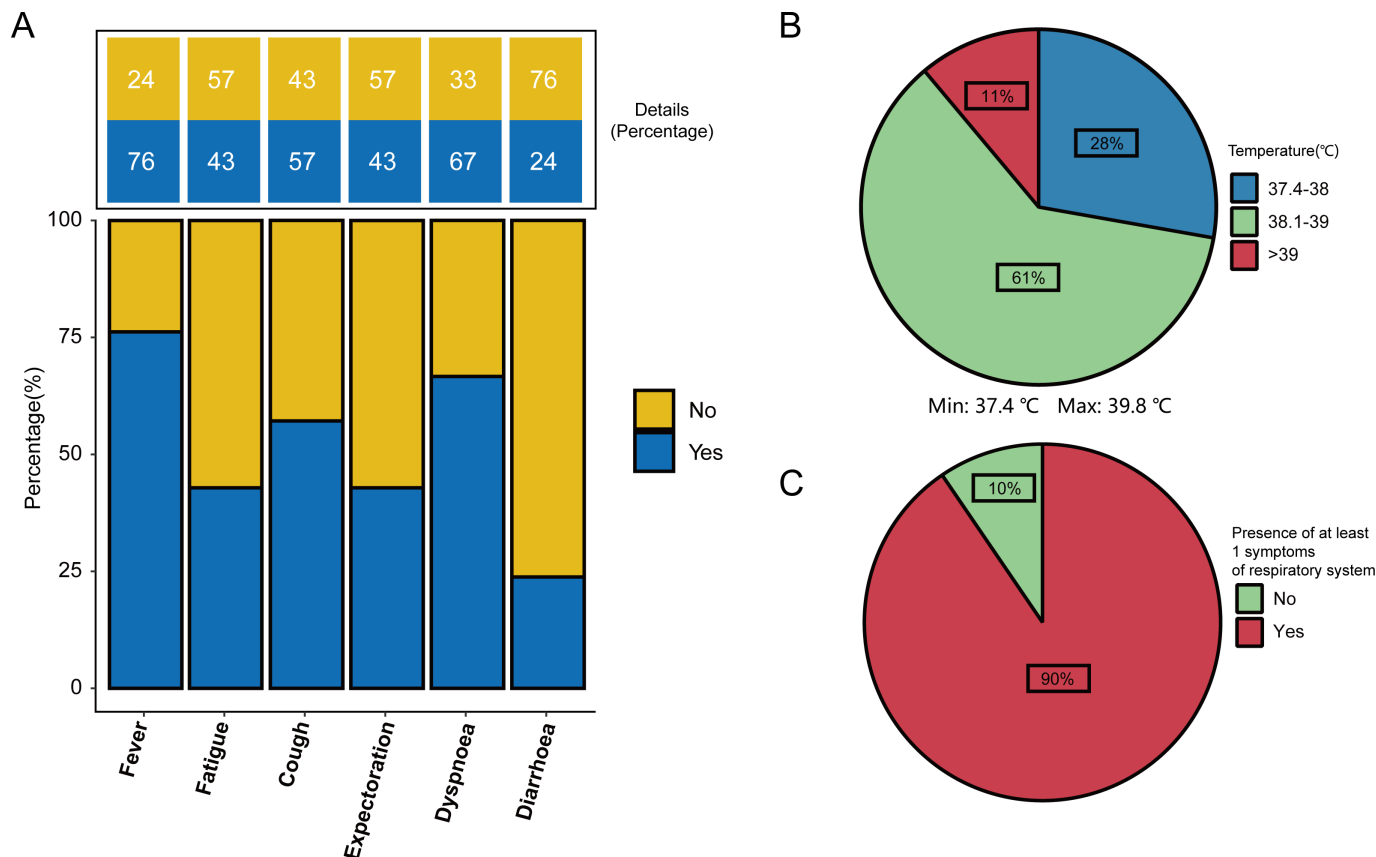 A
24 57 43 57 33 76
76 43 57 43 67 24
Details
(Percentage)
100
75
50
25
0
Percentage(%)
Fever
Fatigue
Cough
Expectoration
Dyspnoea
Diarrhoea
No
Yes
B
11%
28%
61%
Temperature(℃)
37.4-38
38.1-39
>39
Min: 37.4 ℃ Max: 39.8 ℃
C
10%
90%
Presence of at least
1 symptoms
of respiratory system
No
Yes